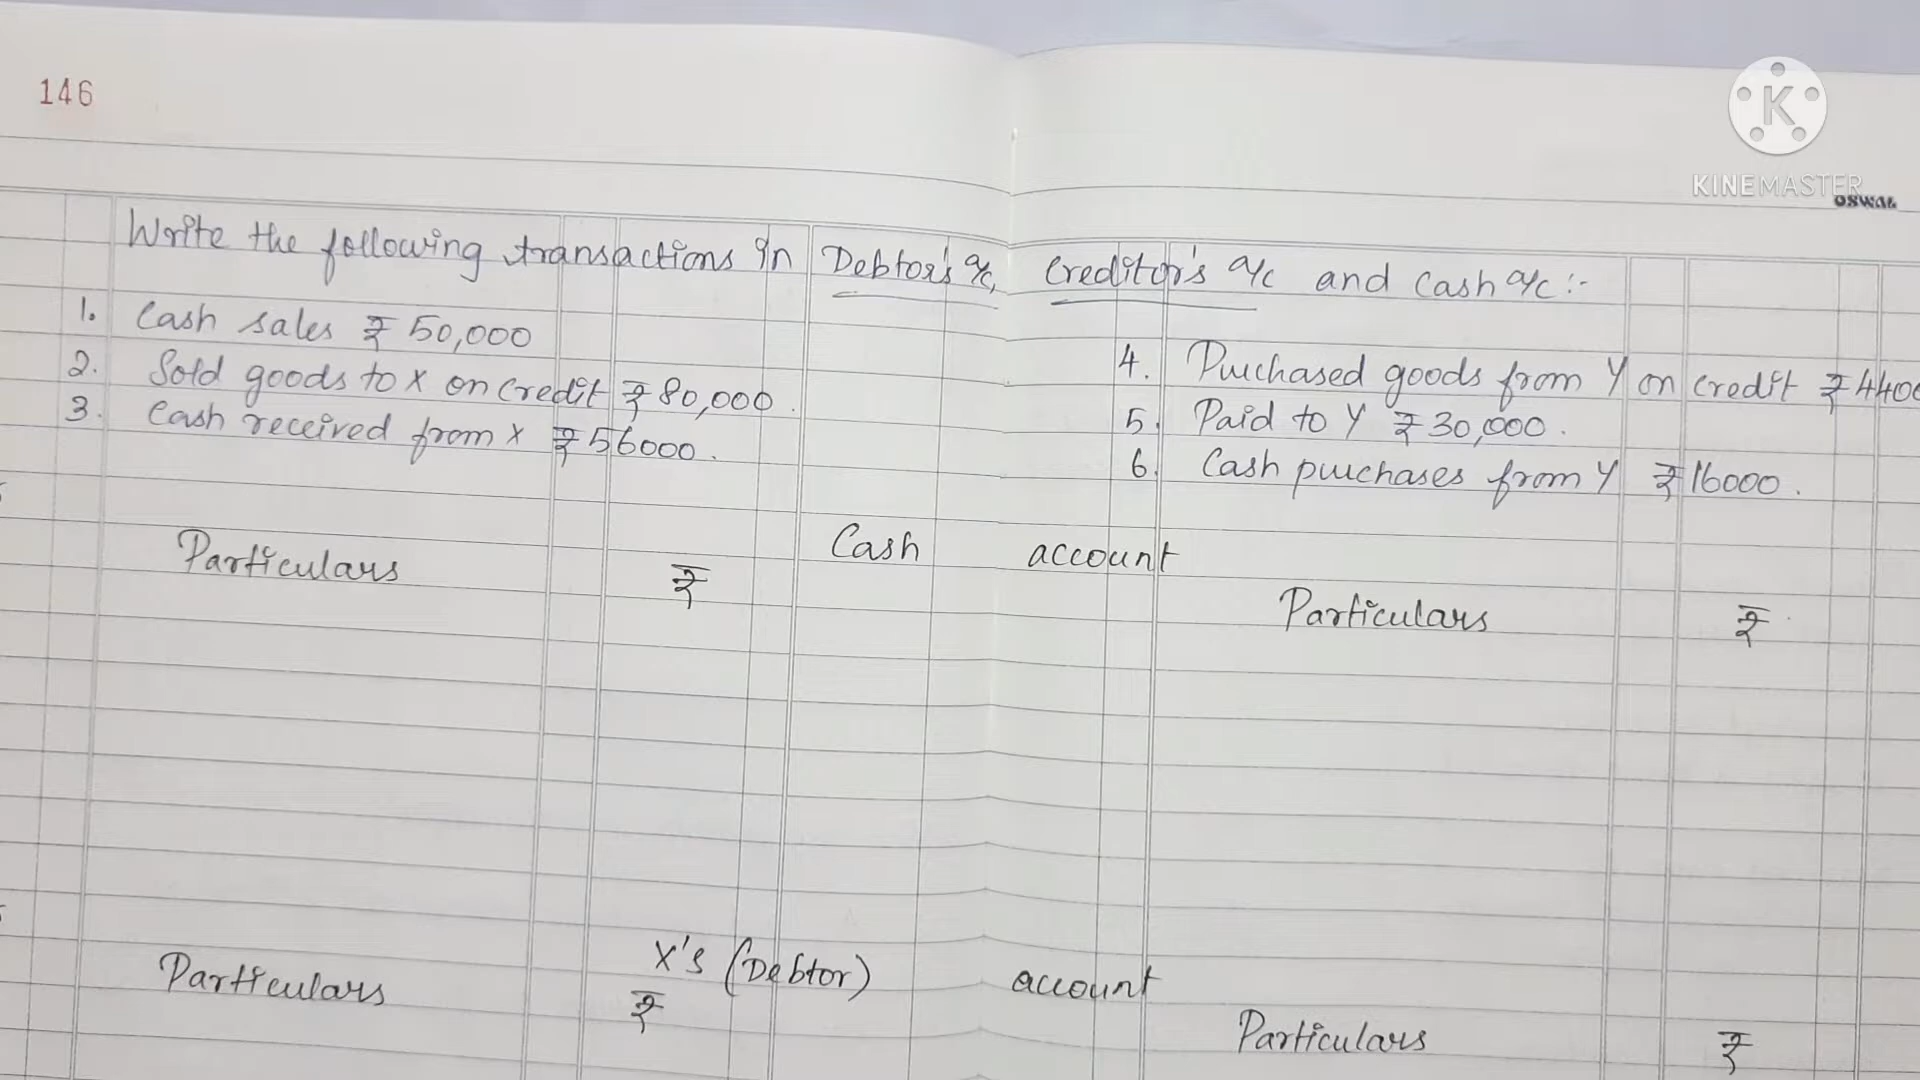 146
KINEMASTER
OSWAL
Write the following transactions in Debtor's a/c, Creditor's a/c and Cash a/c :-
1. Cash sales ₹ 50,000
2. Sold goods to X on credit ₹ 80,000.
3. Cash received from X ₹ 56000.
4. Purchased goods from Y on credit ₹ 4400
5. Paid to Y ₹ 30,000.
6. Cash purchases from Y ₹ 16000.
Cash account
Particulars ₹ Particulars ₹
X's (Debtor) account
Particulars ₹ Particulars ₹